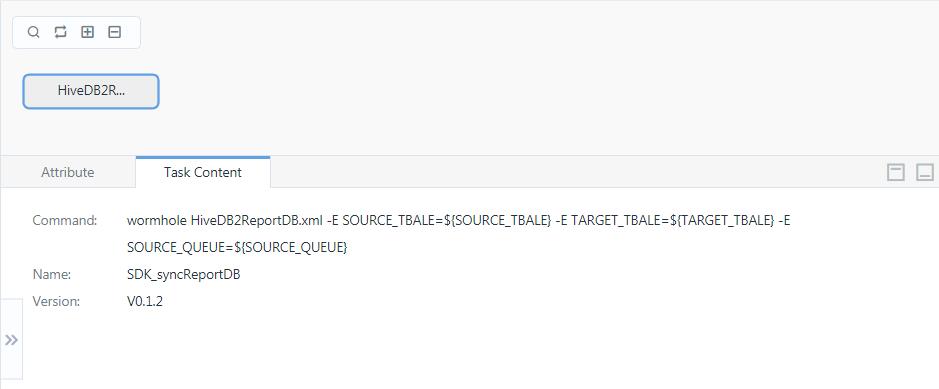 HiveDB2R...
Attribute
Task Content
Command: wormhole HiveDB2ReportDB.xml -E SOURCE_TBALE=${SOURCE_TBALE} -E TARGET_TBALE=${TARGET_TBALE} -E
SOURCE_QUEUE=${SOURCE_QUEUE}
Name: SDK_syncReportDB
Version: V0.1.2